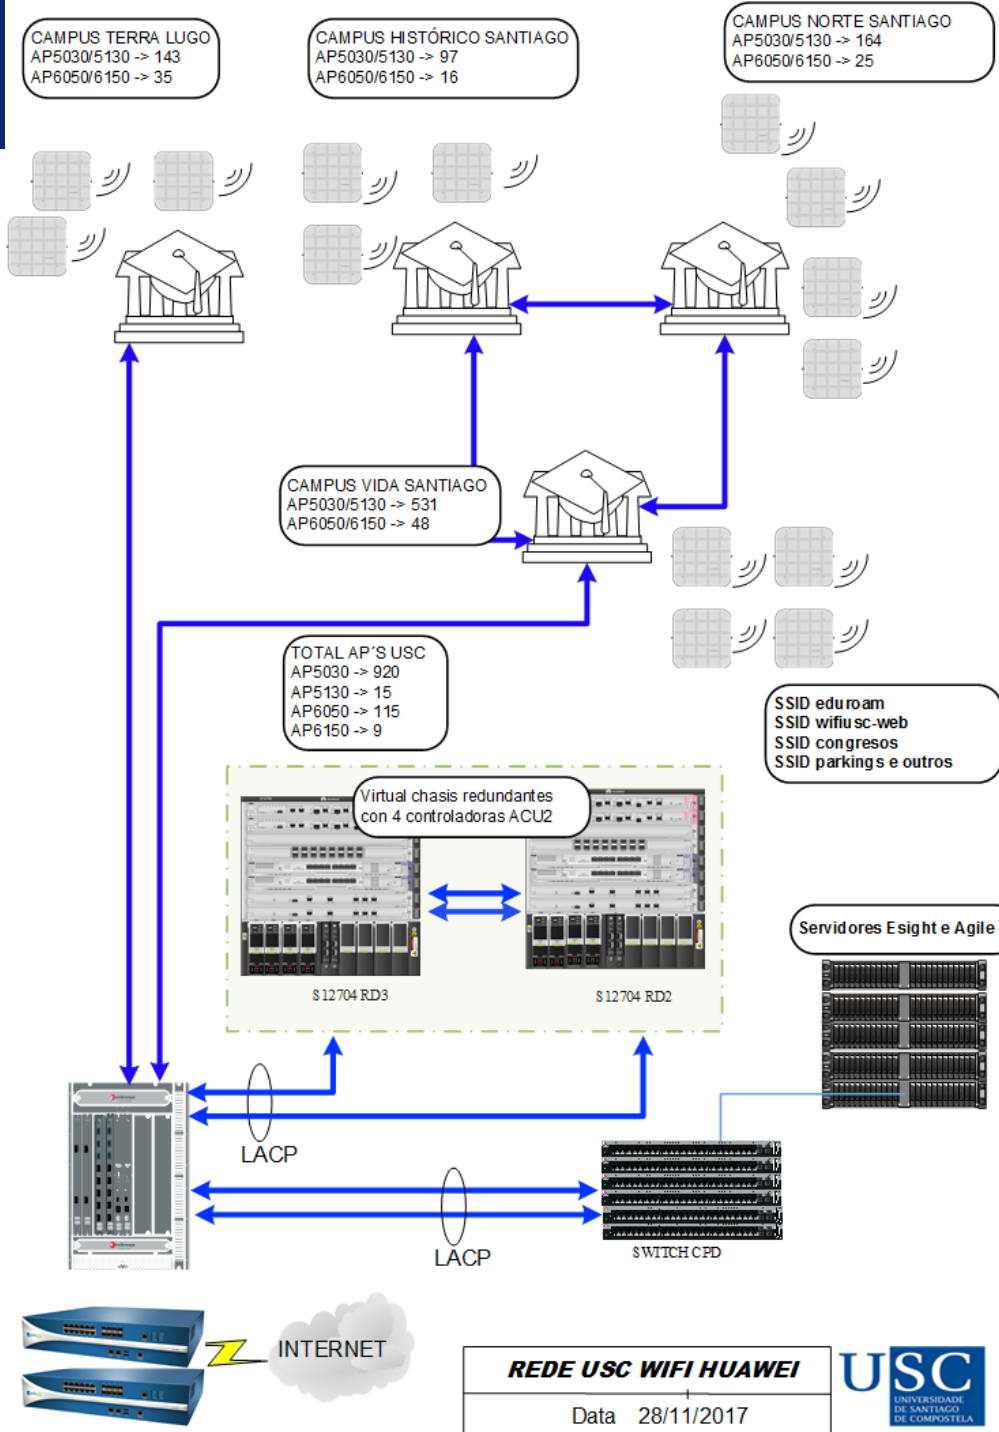 CAMPUS TERRA LUGO
AP5030/5130 -> 143
AP6050/6150 -> 35
CAMPUS HISTÓRICO SANTIAGO
AP5030/5130 -> 97
AP6050/6150 -> 16
CAMPUS NORTE SANTIAGO
AP5030/5130 -> 164
AP6050/6150 -> 25
CAMPUS VIDA SANTIAGO
AP5030/5130 -> 531
AP6050/6150 -> 48
TOTAL AP´S USC
AP5030 -> 920
AP5130 -> 15
AP6050 -> 115
AP6150 -> 9
SSID eduroam
SSID wifiusc-web
SSID congresos
SSID parkings e outros
Virtual chasis redundantes
con 4 controladoras ACU2
S12704 RD3
S12704 RD2
Servidores Esight e Agile
LACP
LACP
SWITCH CPD
INTERNET
REDE USC WIFI HUAWEI
Data 28/11/2017
USC
UNIVERSIDADE
DE SANTIAGO
DE COMPOSTELA